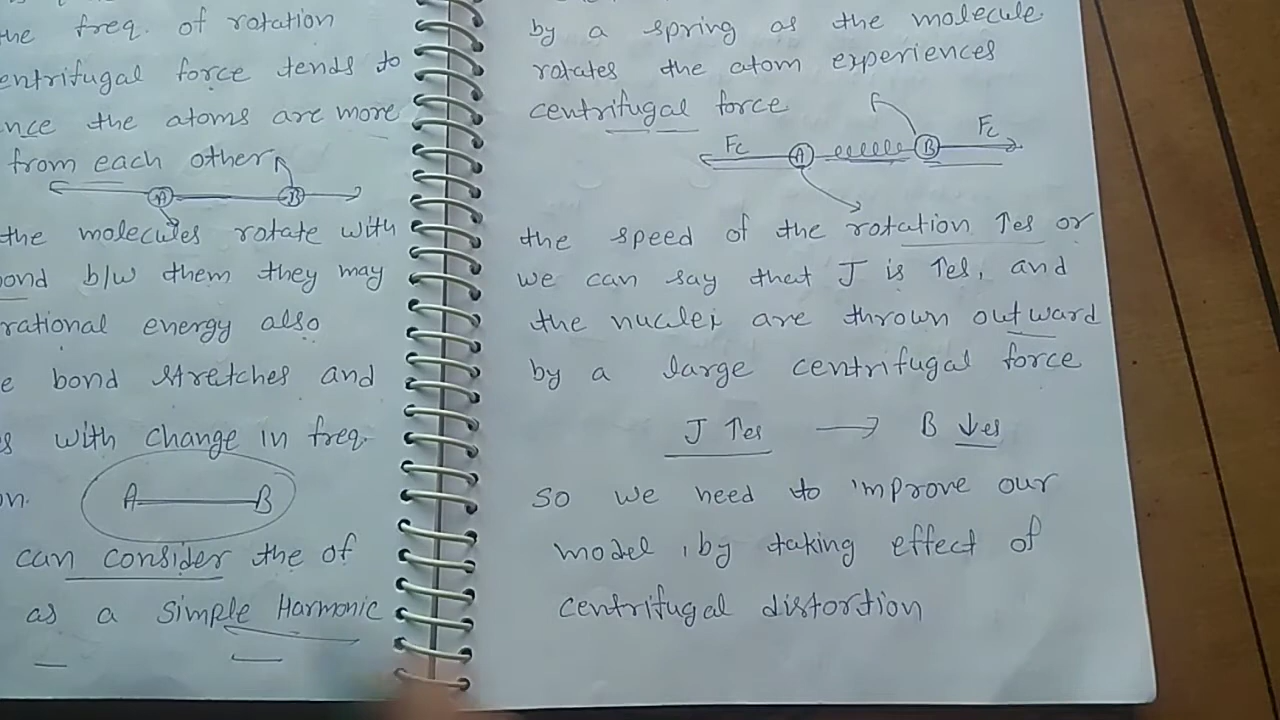 the freq. of rotation
entrifugal force tends to
nce the atoms are more
from each other
A B
the molecules rotate with
ond b/w them they may
rational energy also
e bond stretches and
s with change in freq.
on. A B
can consider the of
as a simple Harmonic
by a spring as the molecule
rotates the atom experiences
centrifugal force
Fc A B Fc
the speed of the rotation ↑es or
we can say that J is ↑es, and
the nuclei are thrown outward
by a large centrifugal force
J ↑es → B ↓es
so we need to improve our
model, by taking effect of
centrifugal distortion